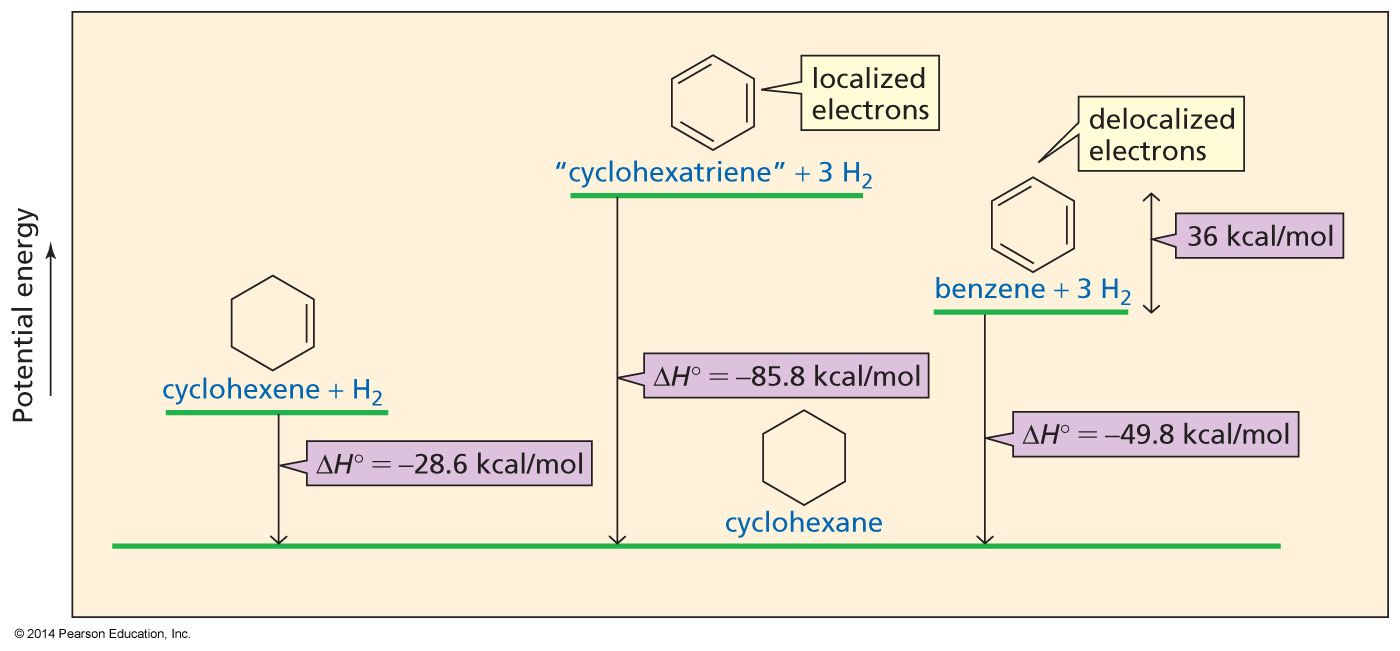 localized
electrons
delocalized
electrons
“cyclohexatriene” + 3 H₂
36 kcal/mol
Potential energy
benzene + 3 H₂
ΔH° = –85.8 kcal/mol
cyclohexene + H₂
ΔH° = –49.8 kcal/mol
ΔH° = –28.6 kcal/mol
cyclohexane
© 2014 Pearson Education, Inc.